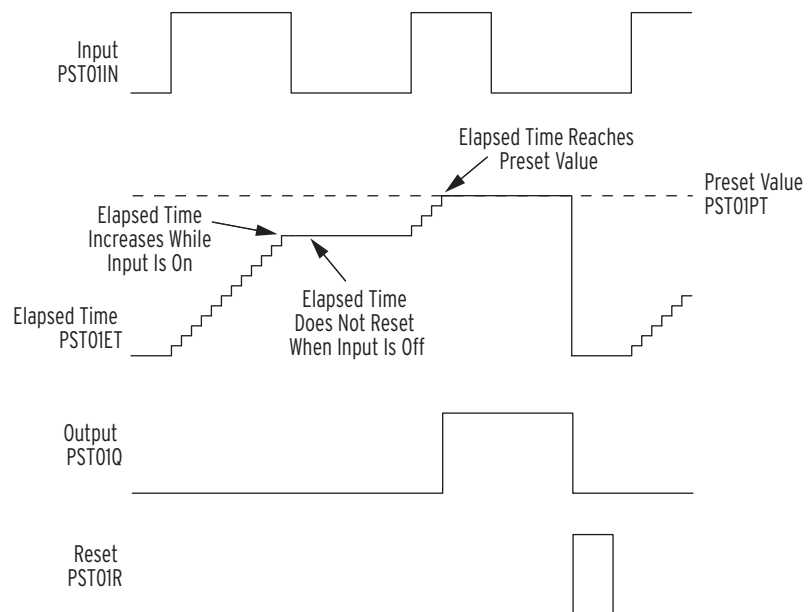 Input
PST01IN
Elapsed Time Reaches
Preset Value
Preset Value
PST01PT
Elapsed Time
Increases While
Input Is On
Elapsed Time
Does Not Reset
When Input Is Off
Elapsed Time
PST01ET
Output
PST01Q
Reset
PST01R